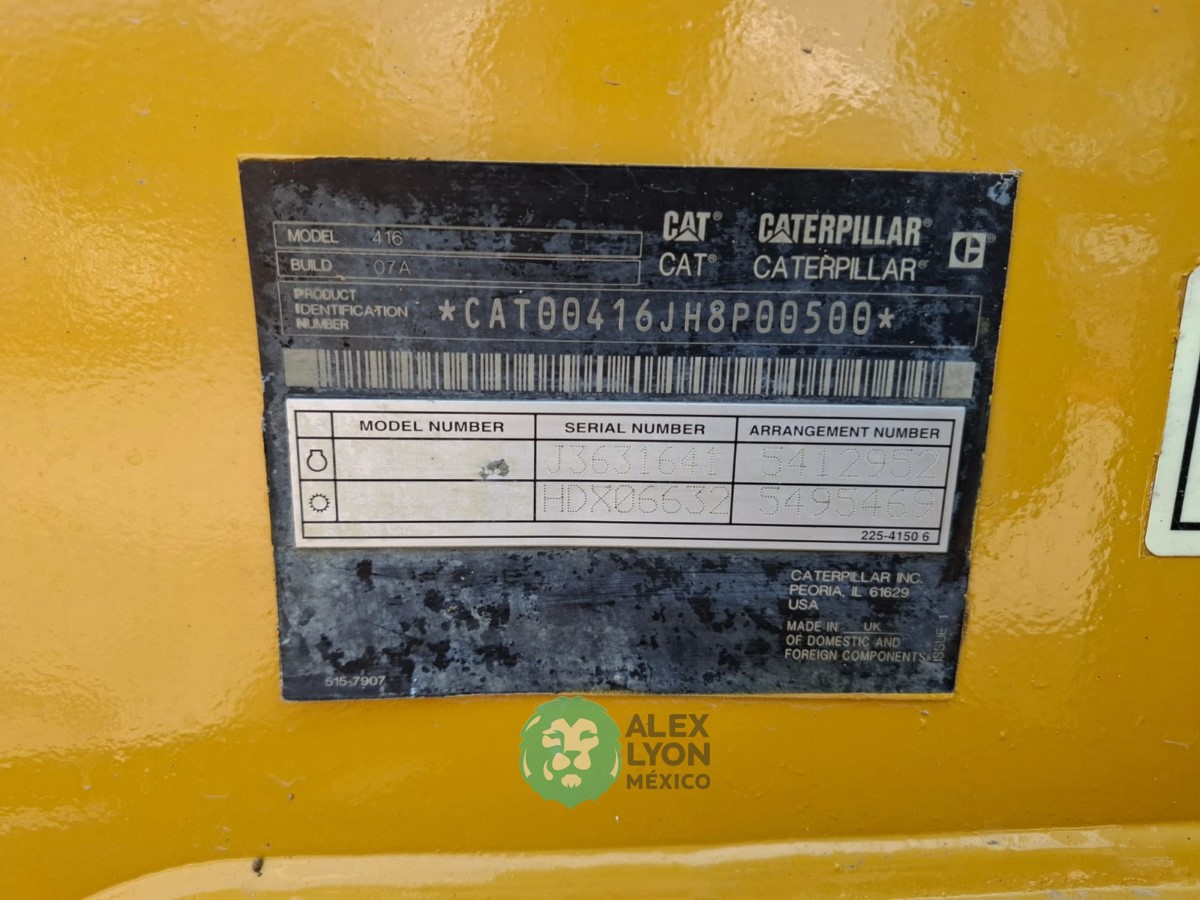 MODEL 416
BUILD 07A
CAT® CATERPILLAR®
CAT® CATERPILLAR®
PRODUCT
IDENTIFICATION
NUMBER
*CAT00416JH8P00500*
MODEL NUMBER SERIAL NUMBER ARRANGEMENT NUMBER
J3631641 5412952
HDX06632 5495469
225-4150 6
CATERPILLAR INC.
PEORIA, IL 61629
USA
MADE IN UK
OF DOMESTIC AND
FOREIGN COMPONENTS
ISSUE 1
515-7907
ALEX
LYON
MÉXICO